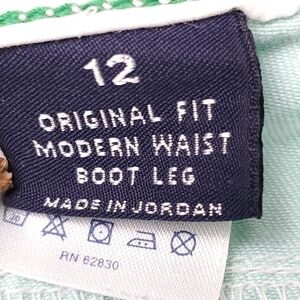 12
ORIGINAL FIT
MODERN WAIST
BOOT LEG
MADE IN JORDAN
RN 62830